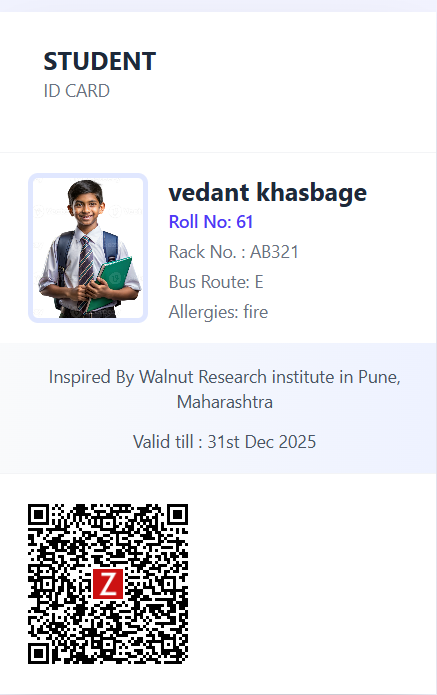 STUDENT
ID CARD
vedant khasbage
Roll No: 61
Rack No. : AB321
Bus Route: E
Allergies: fire
Inspired By Walnut Research institute in Pune,
Maharashtra
Valid till : 31st Dec 2025
Z